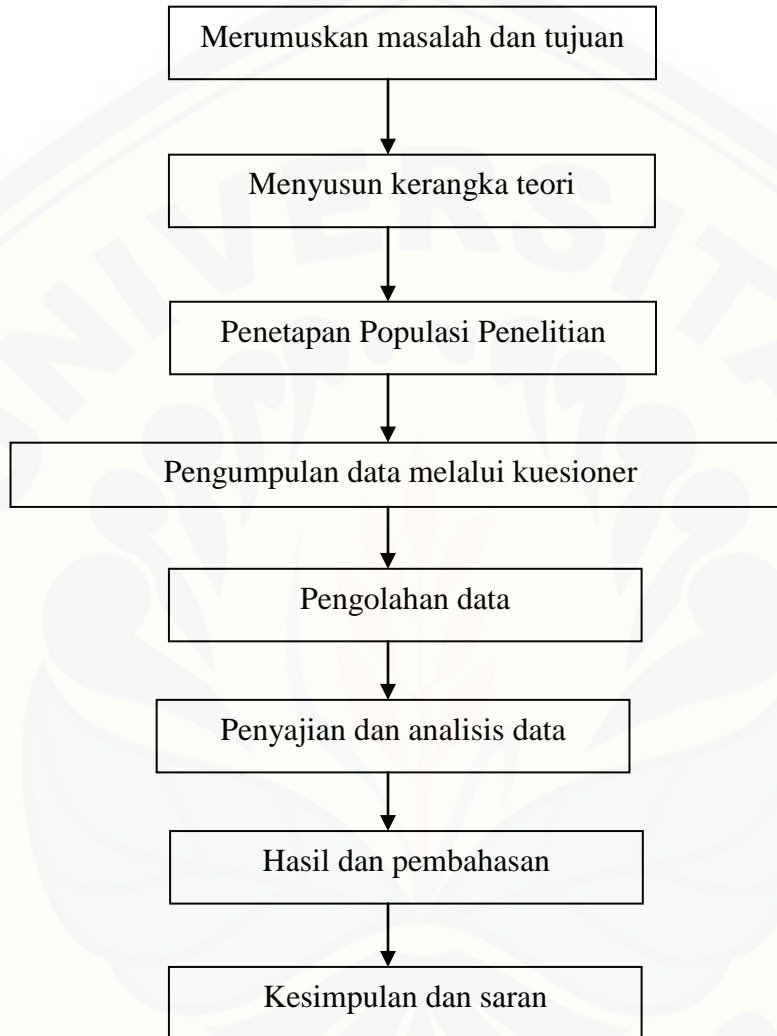 Merumuskan masalah dan tujuan
Menyusun kerangka teori
UNIVERSITA
Penetapan Populasi Penelitian
Pengumpulan data melalui kuesioner
Pengolahan data
Penyajian dan analisis data
Hasil dan pembahasan
Kesimpulan dan saran